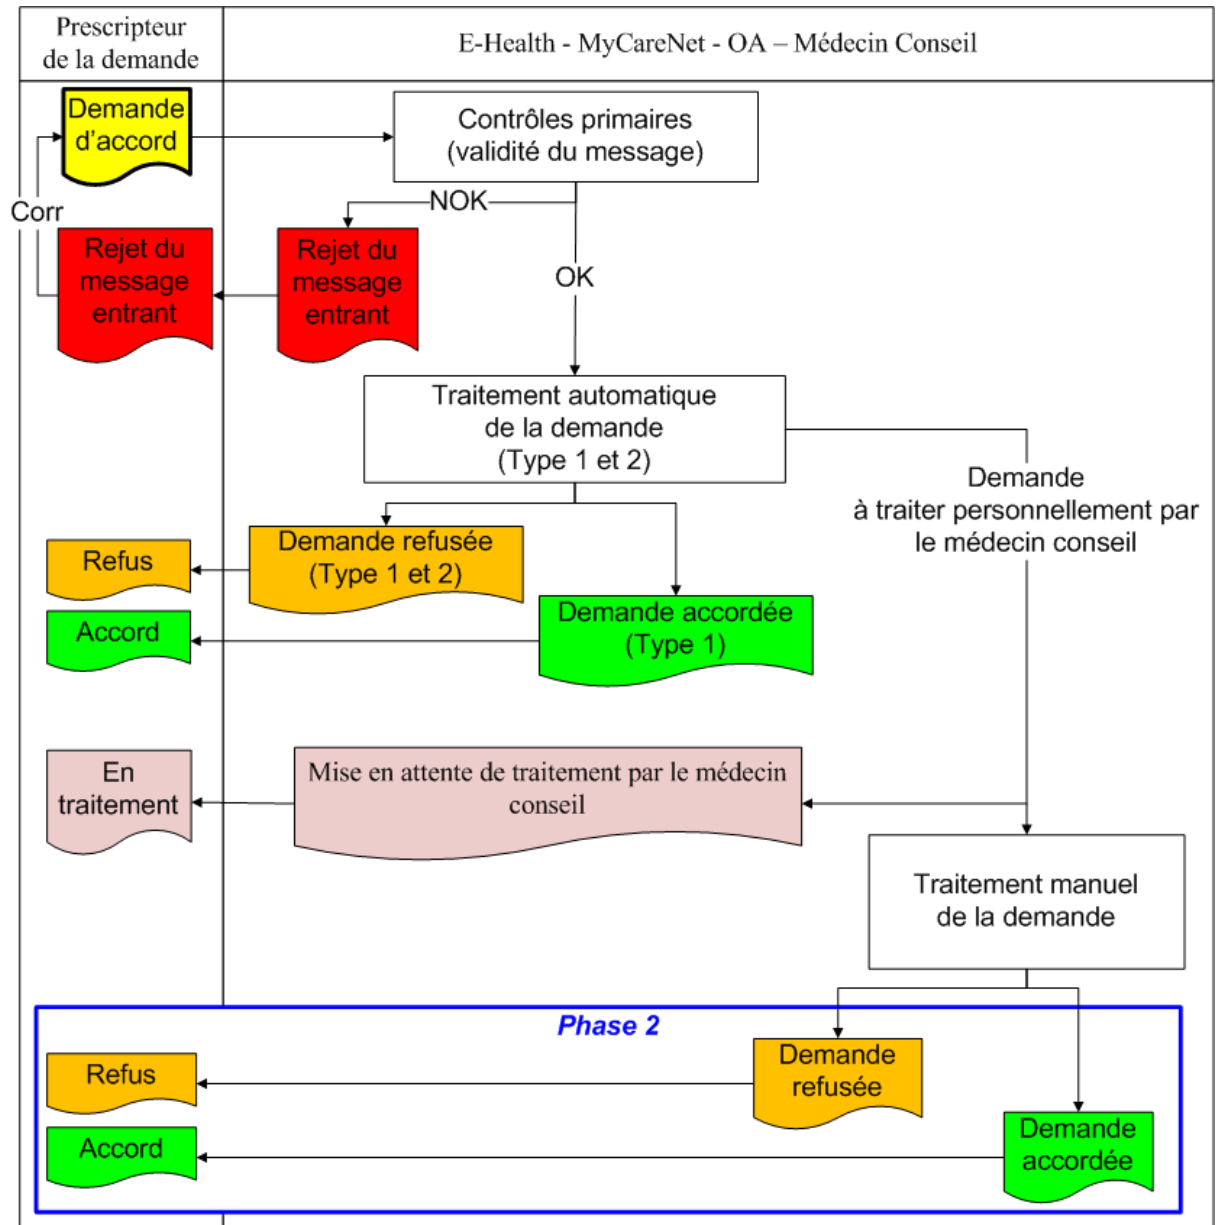 Prescripteur
de la demande
E-Health - MyCareNet - OA – Médecin Conseil
Demande
d'accord
Contrôles primaires
(validité du message)
NOK
Corr
Rejet du
message
entrant
Rejet du
message
entrant
OK
Traitement automatique
de la demande
(Type 1 et 2)
Demande
à traiter personnellement par
le médecin conseil
Refus
Demande refusée
(Type 1 et 2)
Accord
Demande accordée
(Type 1)
En
traitement
Mise en attente de traitement par le médecin
conseil
Traitement manuel
de la demande
Phase 2
Refus
Demande
refusée
Accord
Demande
accordée